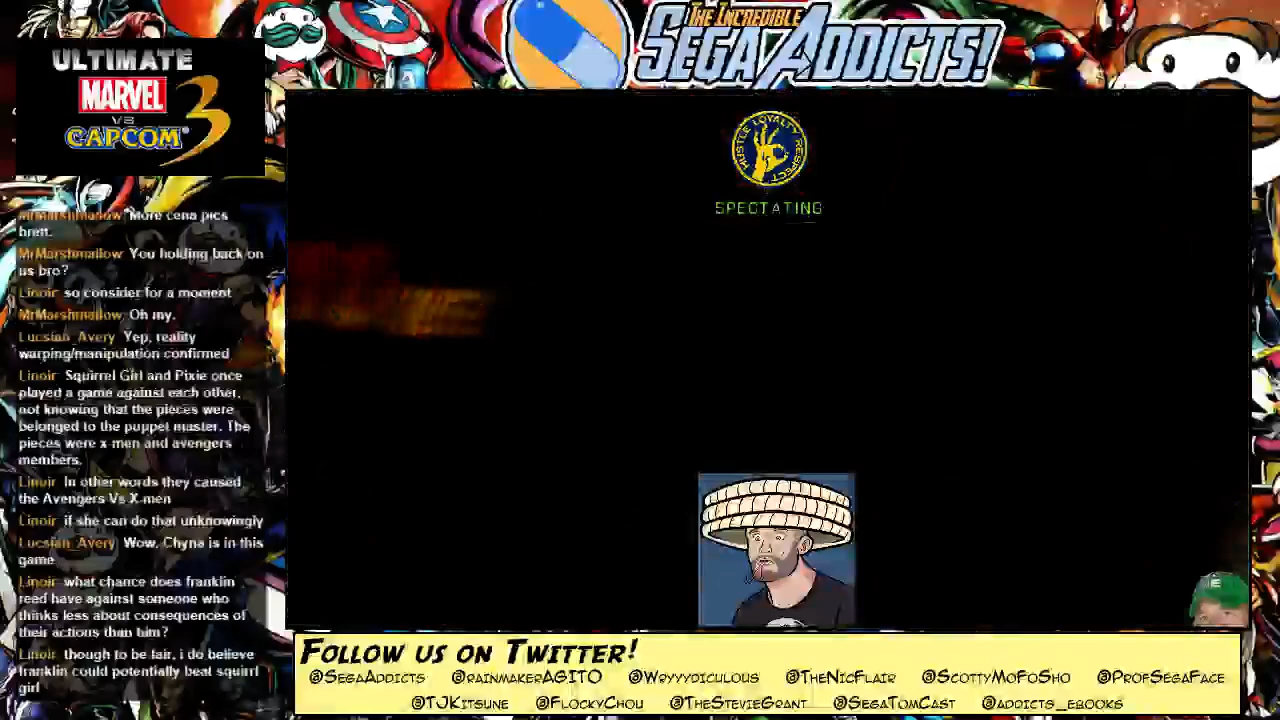 THE INCREDIBLE
SEGA ADDICTS!
ULTIMATE
MARVEL
VS
CAPCOM 3
HUSTLE LOYALTY RESPECT
SPECTATING
MrMarshmallow More cena pics
brett.
MrMarshmallow You holding back on
us bro?
Linoir so consider for a moment
MrMarshmallow Oh my.
Lucsian_Avery Yep, reality
warping/manipulation confirmed
Linoir Squirrel Girl and Pixie once
played a game against each other,
not knowing that the pieces were
belonged to the puppet master. The
pieces were x-men and avengers
members.
Linoir In other words they caused
the Avengers Vs X-men
Linoir if she can do that unknowingly
Lucsian_Avery Wow, Chyna is in this
game
Linoir what chance does franklin
reed have against someone who
thinks less about consequences of
their actions than him?
Linoir though to be fair, i do believe
franklin could potentially beat squirrl
girl
FOLLOW US ON TWITTER!
@SEGAADDICTS @RAINMAKERAGITO @WRYYYDICULOUS @THENICFLAIR @SCOTTYMOFOSHO @PROFSEGAFACE
@TJKITSUNE @FLOCKYCHOU @THESTEVIEGRANT @SEGATOMCAST @ADDICTS_EBOOKS